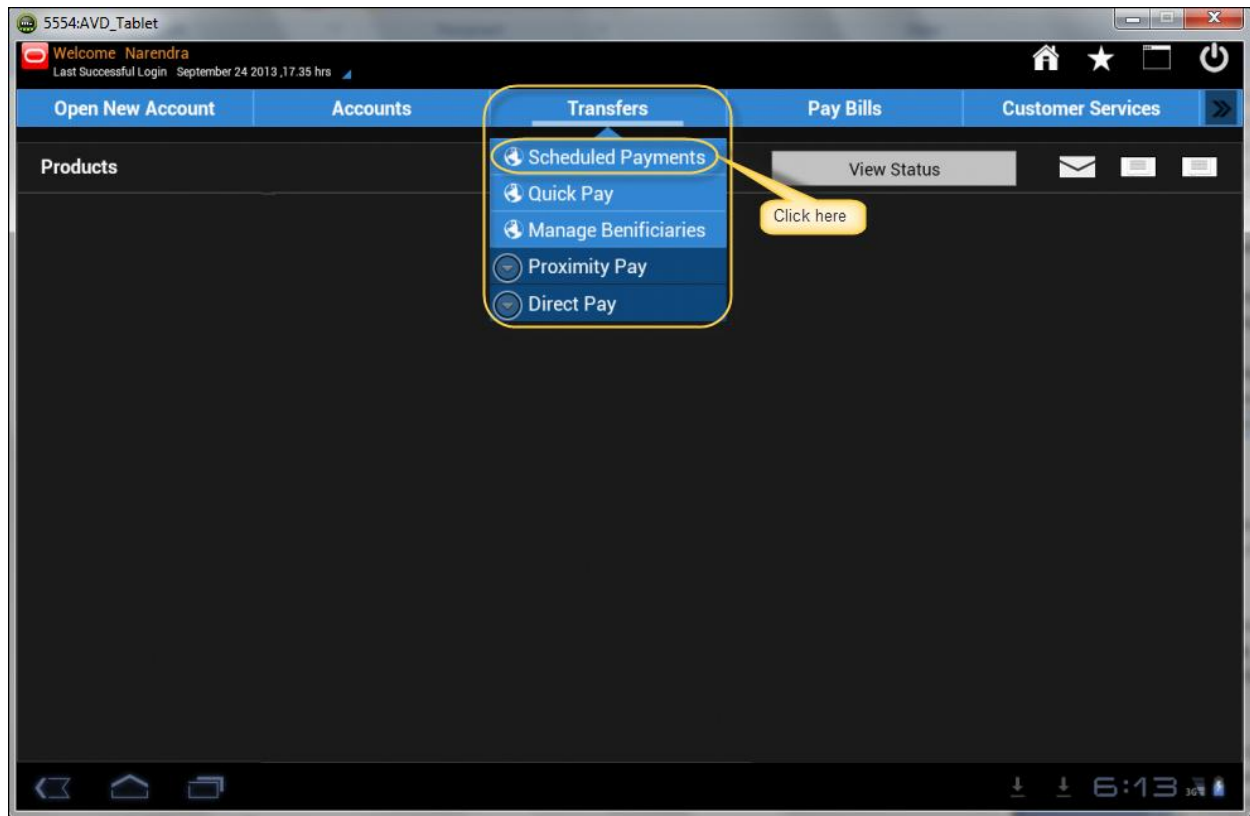 5554:AVD_Tablet
Welcome Narendra
Last Successful Login September 24 2013 ,17.35 hrs
Open New Account Accounts Transfers Pay Bills Customer Services
Products
View Status
Scheduled Payments
Quick Pay
Manage Benificiaries
Proximity Pay
Direct Pay
Click here
6:13 3G